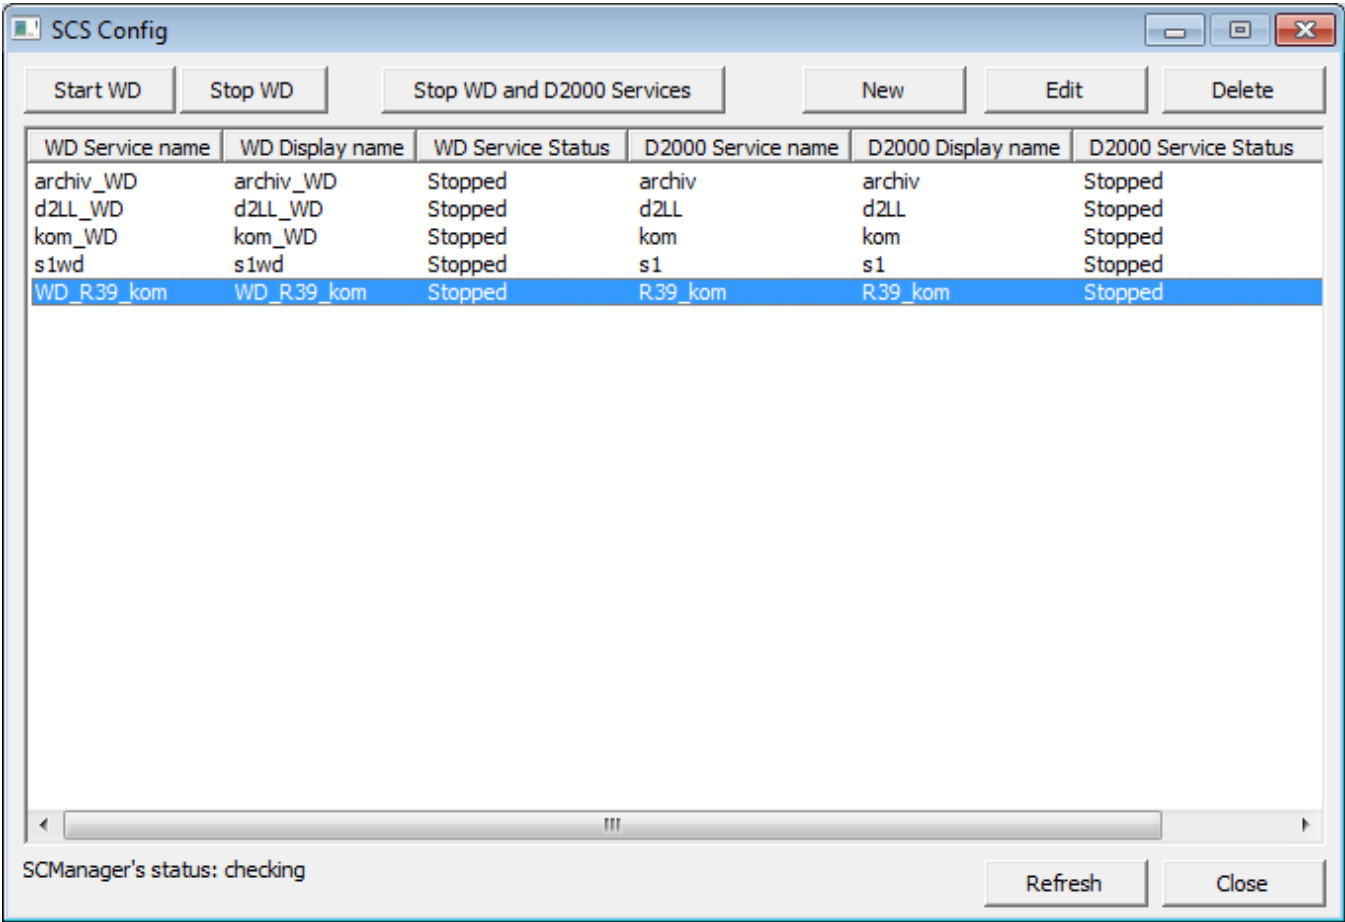 SCS Config
Start WD Stop WD Stop WD and D2000 Services New Edit Delete
WD Service name WD Display name WD Service Status D2000 Service name D2000 Display name D2000 Service Status
archiv_WD archiv_WD Stopped archiv archiv Stopped
d2LL_WD d2LL_WD Stopped d2LL d2LL Stopped
kom_WD kom_WD Stopped kom kom Stopped
s1wd s1wd Stopped s1 s1 Stopped
WD_R39_kom WD_R39_kom Stopped R39_kom R39_kom Stopped
SCManager's status: checking
Refresh Close